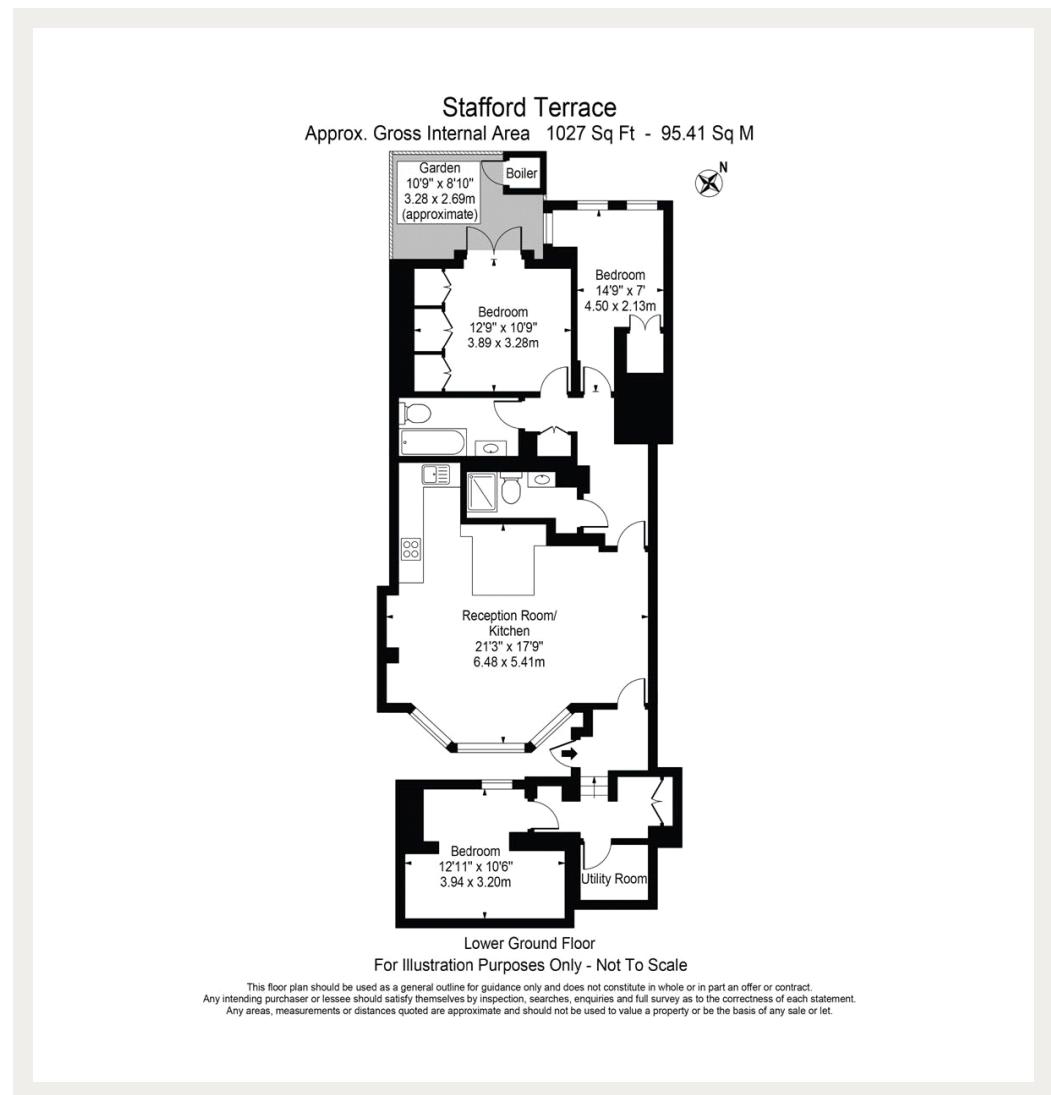 Stafford Terrace
Approx. Gross Internal Area 1027 Sq Ft - 95.41 Sq M
N
Garden
10'9" x 8'10"
3.28 x 2.69m
(approximate)
Boiler
Bedroom
14'9" x 7'
4.50 x 2.13m
Bedroom
12'9" x 10'9"
3.89 x 3.28m
Reception Room/
Kitchen
21'3" x 17'9"
6.48 x 5.41m
Bedroom
12'11" x 10'6"
3.94 x 3.20m
Utility Room
Lower Ground Floor
For Illustration Purposes Only - Not To Scale
This floor plan should be used as a general outline for guidance only and does not constitute in whole or in part an offer or contract.
Any intending purchaser or lessee should satisfy themselves by inspection, searches, enquiries and full survey as to the correctness of each statement.
Any areas, measurements or distances quoted are approximate and should not be used to value a property or be the basis of any sale or let.